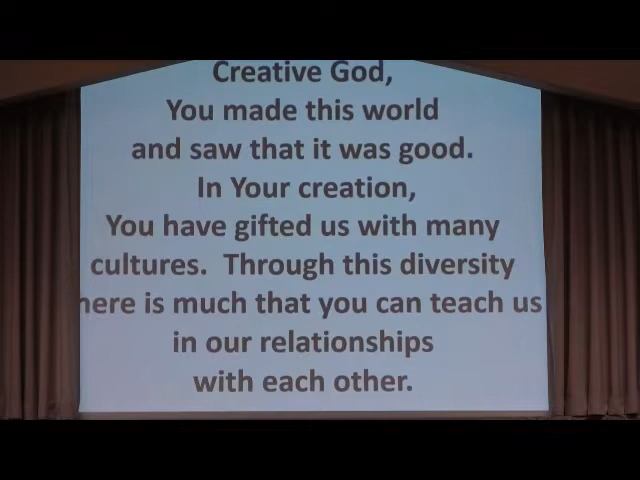 Creative God,
You made this world
and saw that it was good.
In Your creation,
You have gifted us with many
cultures. Through this diversity
here is much that you can teach us
in our relationships
with each other.